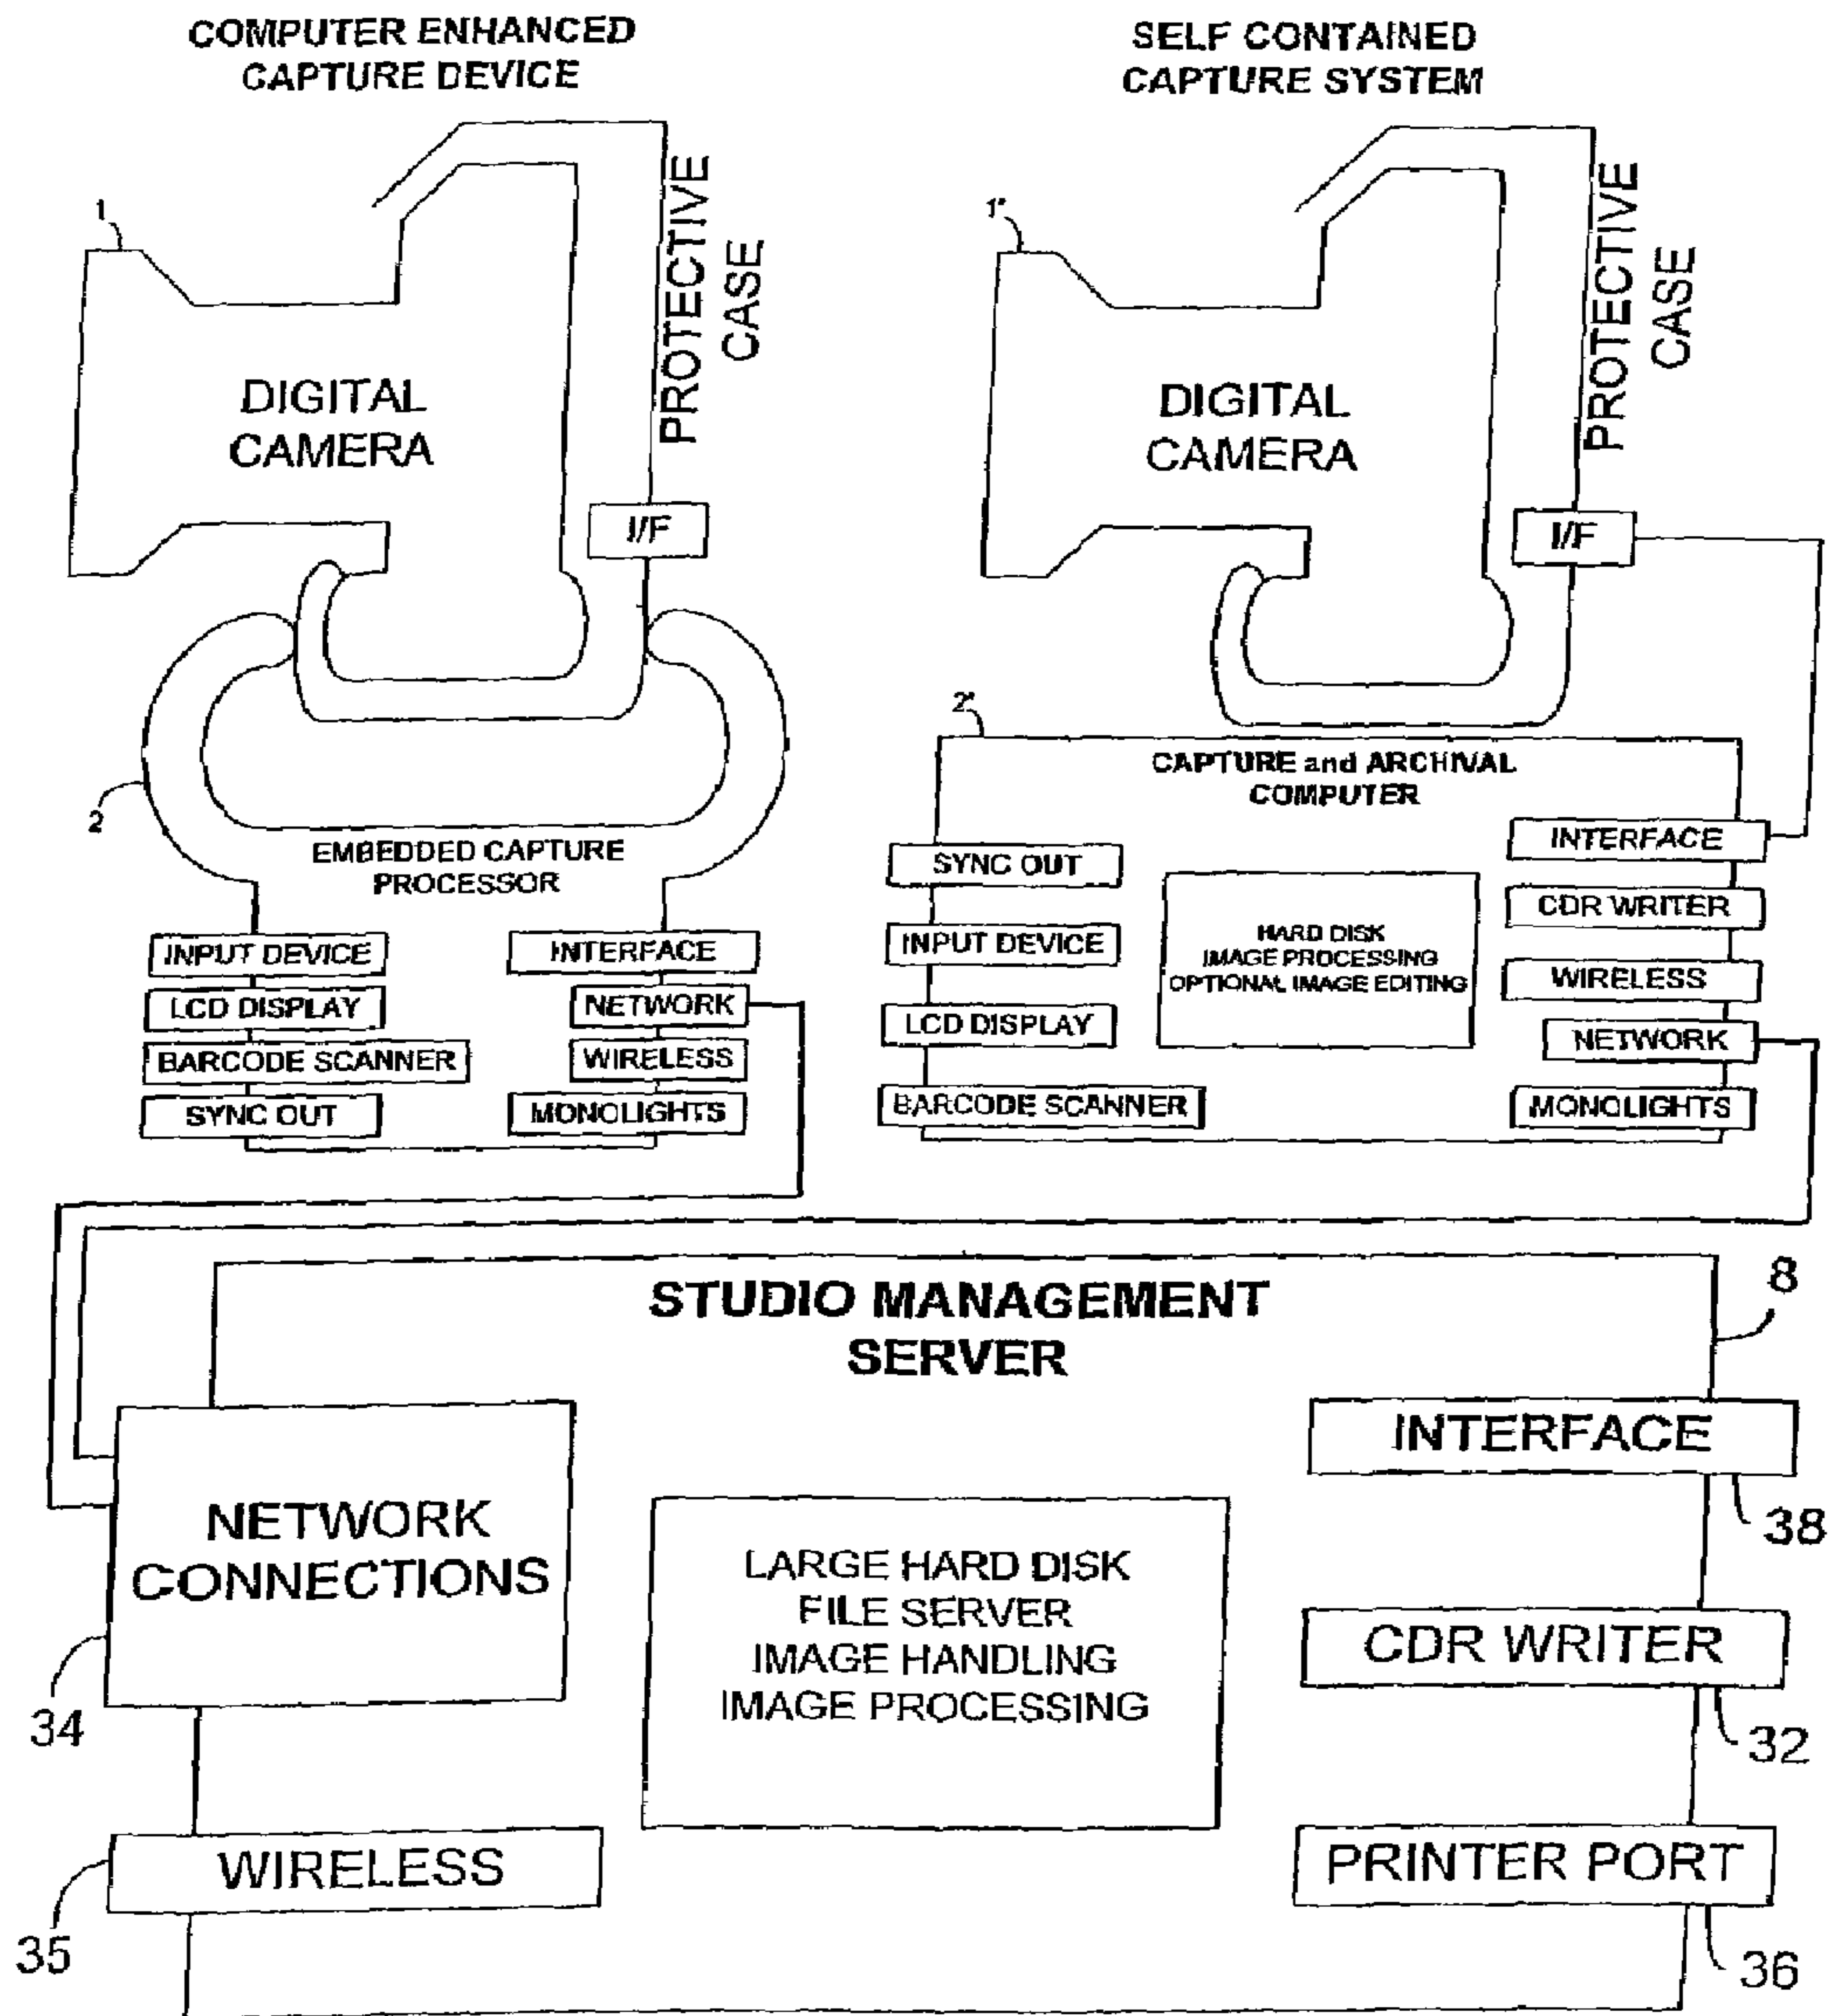 COMPUTER ENHANCED
CAPTURE DEVICE
1
DIGITAL
CAMERA
PROTECTIVE
CASE
I/F
2
EMBEDDED CAPTURE
PROCESSOR
INPUT DEVICE
LCD DISPLAY
BARCODE SCANNER
SYNC OUT
INTERFACE
NETWORK
WIRELESS
MONOLIGHTS
SELF CONTAINED
CAPTURE SYSTEM
1'
DIGITAL
CAMERA
PROTECTIVE
CASE
I/F
2'
CAPTURE and ARCHIVAL
COMPUTER
SYNC OUT
INPUT DEVICE
LCD DISPLAY
BARCODE SCANNER
HARD DISK
IMAGE PROCESSING
OPTIONAL IMAGE EDITING
INTERFACE
CDR WRITER
WIRELESS
NETWORK
MONOLIGHTS
STUDIO MANAGEMENT
SERVER
8
NETWORK
CONNECTIONS
34
WIRELESS
35
LARGE HARD DISK
FILE SERVER
IMAGE HANDLING
IMAGE PROCESSING
INTERFACE
38
CDR WRITER
32
PRINTER PORT
36